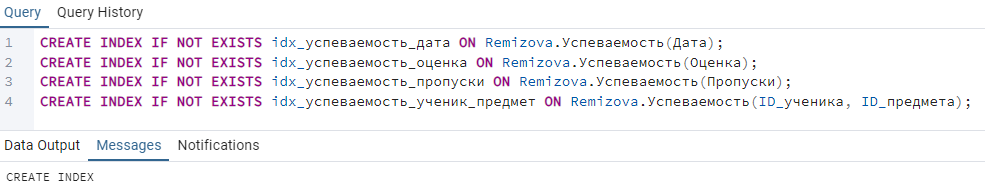 Query Query History
1 CREATE INDEX IF NOT EXISTS idx_успеваемость_дата ON Remizova.Успеваемость(Дата);
2 CREATE INDEX IF NOT EXISTS idx_успеваемость_оценка ON Remizova.Успеваемость(Оценка);
3 CREATE INDEX IF NOT EXISTS idx_успеваемость_пропуски ON Remizova.Успеваемость(Пропуски);
4 CREATE INDEX IF NOT EXISTS idx_успеваемость_ученик_предмет ON Remizova.Успеваемость(ID_ученика, ID_предмета);
Data Output Messages Notifications
CREATE INDEX